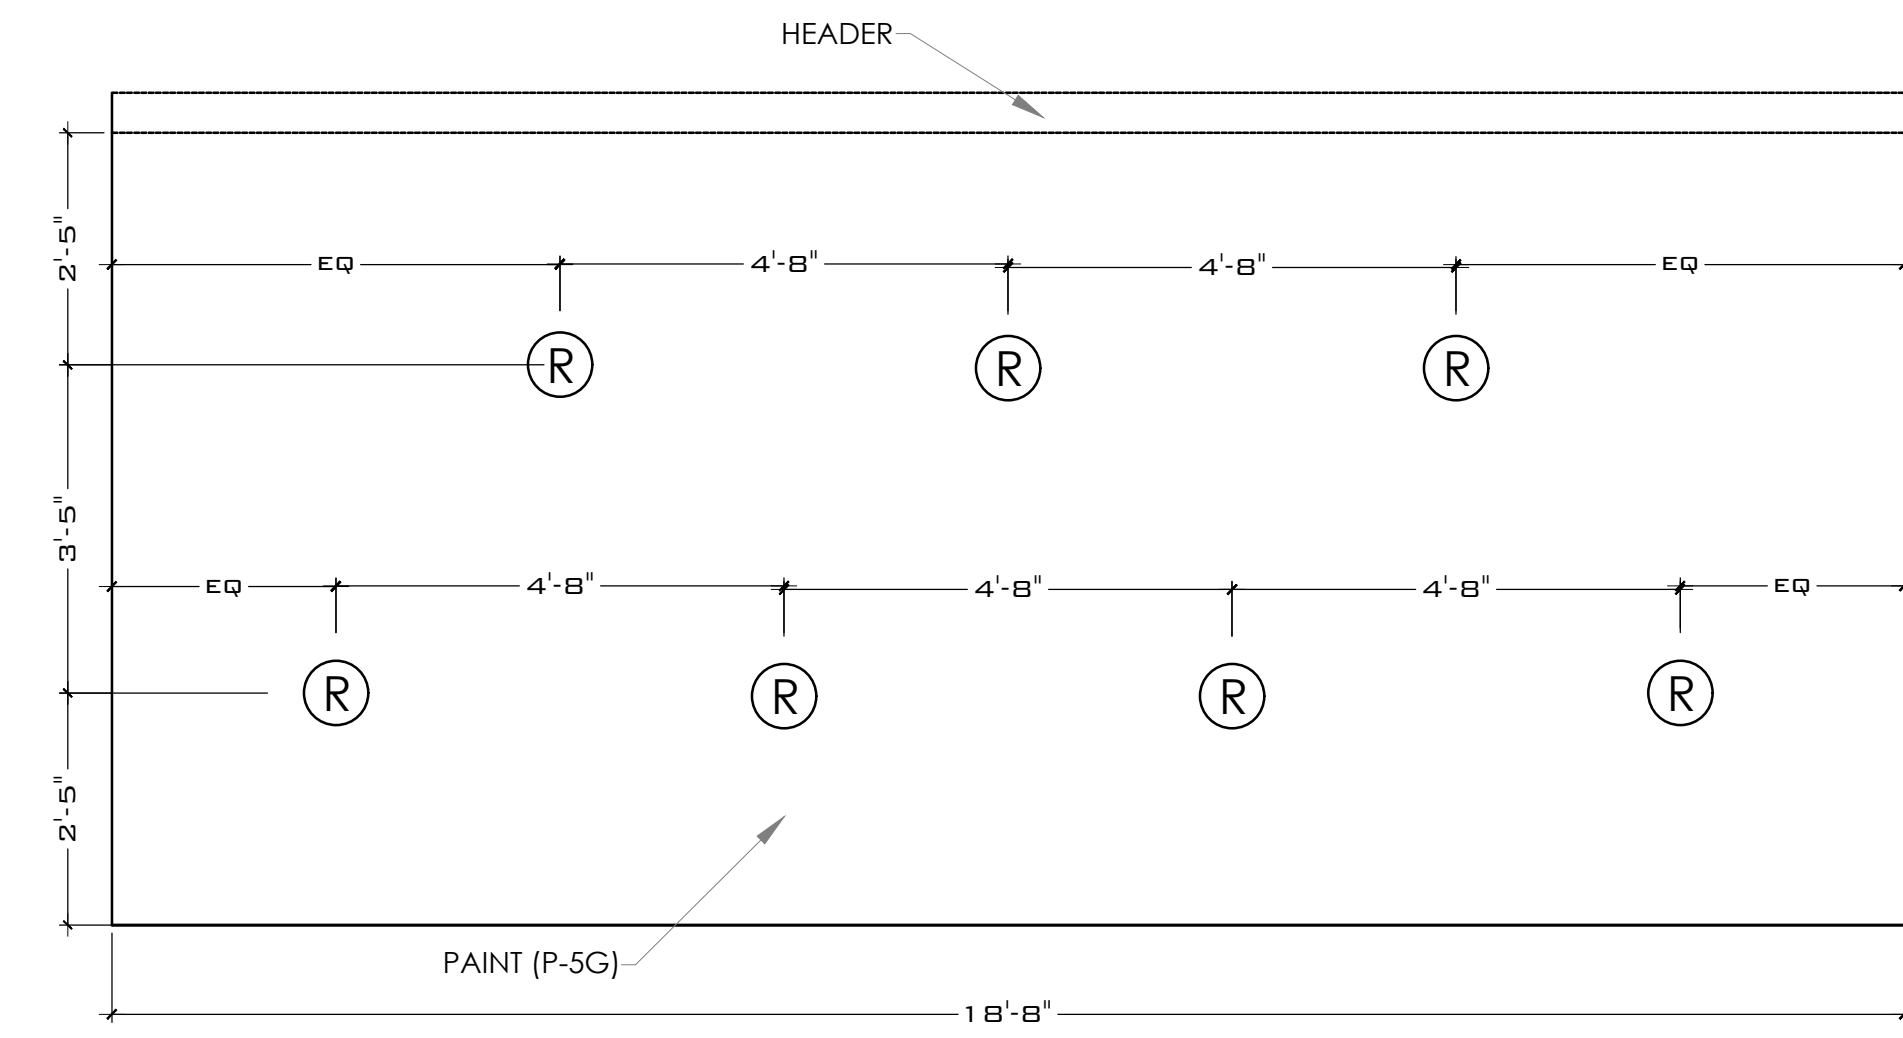 HEADER
2'-5"
EQ 4'-8" 4'-8" EQ
R R R
3'-5"
EQ 4'-8" 4'-8" 4'-8" EQ
R R R R
2'-5"
PAINT (P-5G)
18'-8"